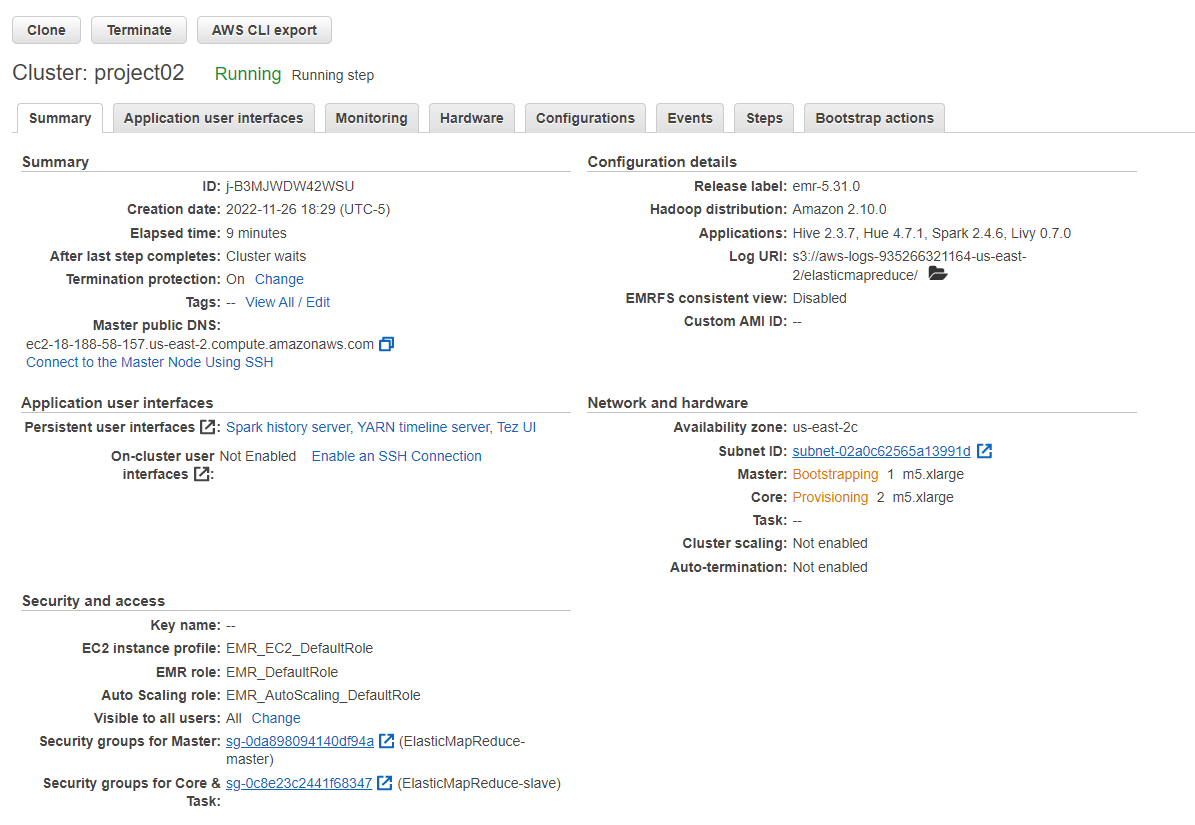 Clone Terminate AWS CLI export
Cluster: project02 Running Running step
Summary Application user interfaces Monitoring Hardware Configurations Events Steps Bootstrap actions
Summary
ID: j-B3MJWDW42WSU
Creation date: 2022-11-26 18:29 (UTC-5)
Elapsed time: 9 minutes
After last step completes: Cluster waits
Termination protection: On Change
Tags: -- View All / Edit
Master public DNS:
ec2-18-188-58-157.us-east-2.compute.amazonaws.com
Connect to the Master Node Using SSH
Configuration details
Release label: emr-5.31.0
Hadoop distribution: Amazon 2.10.0
Applications: Hive 2.3.7, Hue 4.7.1, Spark 2.4.6, Livy 0.7.0
Log URI: s3://aws-logs-935266321164-us-east-
2/elasticmapreduce/
EMRFS consistent view: Disabled
Custom AMI ID: --
Application user interfaces
Persistent user interfaces : Spark history server, YARN timeline server, Tez UI
On-cluster user Not Enabled Enable an SSH Connection
interfaces :
Network and hardware
Availability zone: us-east-2c
Subnet ID: subnet-02a0c62565a13991d
Master: Bootstrapping 1 m5.xlarge
Core: Provisioning 2 m5.xlarge
Task: --
Cluster scaling: Not enabled
Auto-termination: Not enabled
Security and access
Key name: --
EC2 instance profile: EMR_EC2_DefaultRole
EMR role: EMR_DefaultRole
Auto Scaling role: EMR_AutoScaling_DefaultRole
Visible to all users: All Change
Security groups for Master: sg-0da898094140df94a (ElasticMapReduce-
master)
Security groups for Core & sg-0c8e23c2441f68347 (ElasticMapReduce-slave)
Task: